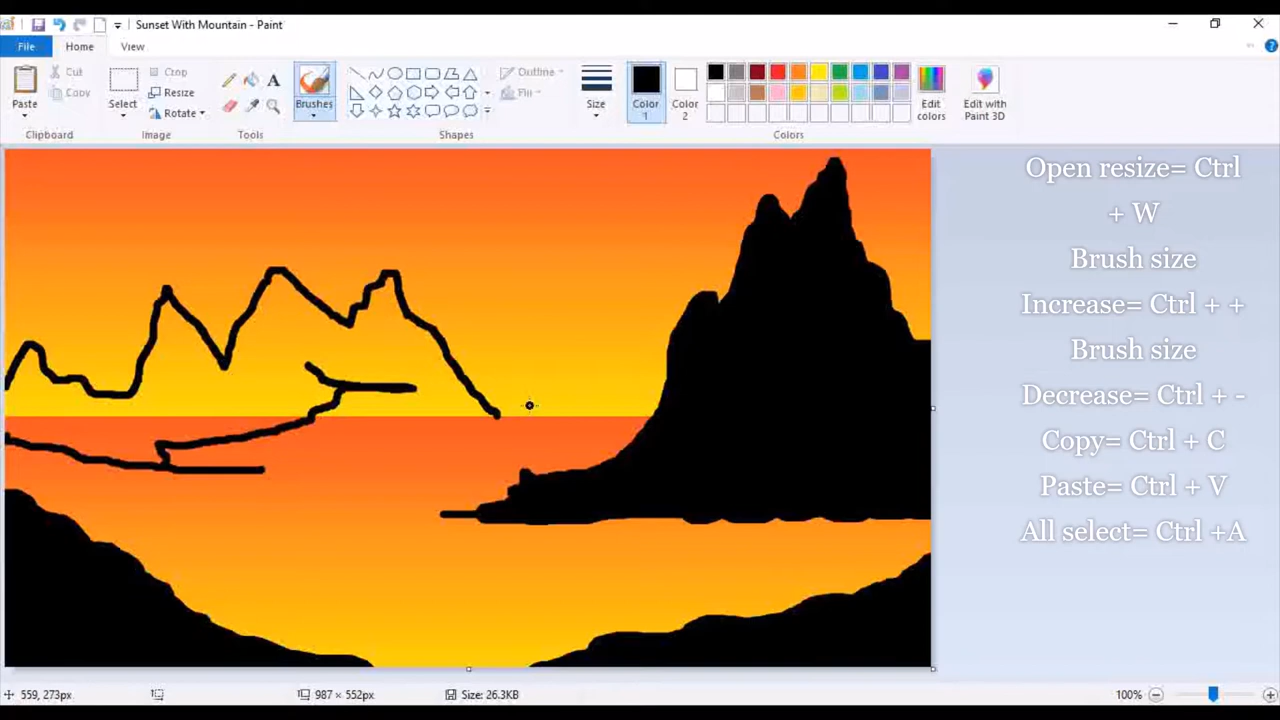 Sunset With Mountain - Paint
File Home View
Paste
Cut
Copy
Clipboard
Select
Crop
Resize
Rotate
Image
A
Tools
Brushes
Outline
Fill
Shapes
Size
Color 1
Color 2
Edit colors
Edit with Paint 3D
Colors
Open resize= Ctrl
+ W
Brush size
Increase= Ctrl + +
Brush size
Decrease= Ctrl + -
Copy= Ctrl + C
Paste= Ctrl + V
All select= Ctrl +A
559, 273px
987 × 552px
Size: 26.3KB
100%